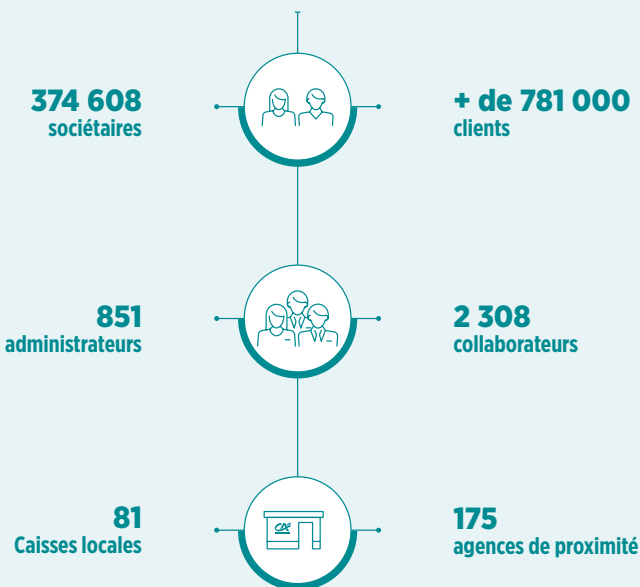 374 608
sociétaires
+ de 781 000
clients
851
administrateurs
2 308
collaborateurs
81
Caisses locales
CA
175
agences de proximité